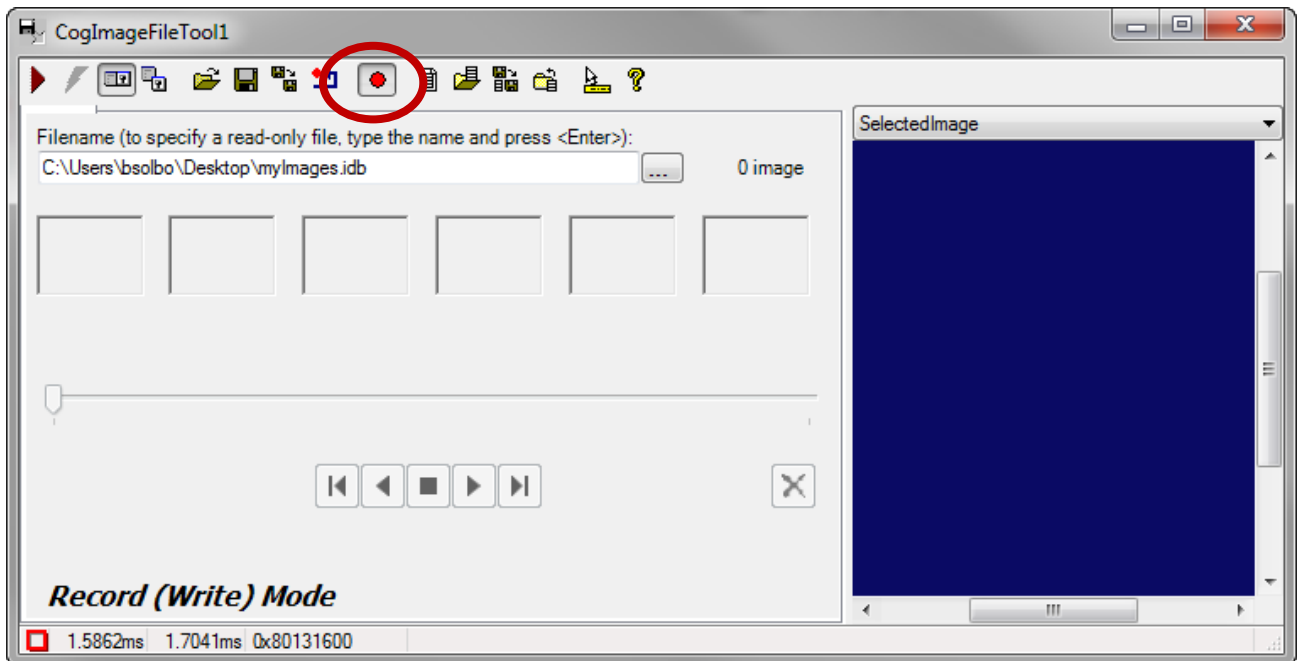 CogImageFileTool1
Filename (to specify a read-only file, type the name and press <Enter>):
C:\Users\bsolbo\Desktop\myImages.idb
...
0 image
SelectedImage
Record (Write) Mode
1.5862ms 1.7041ms 0x80131600